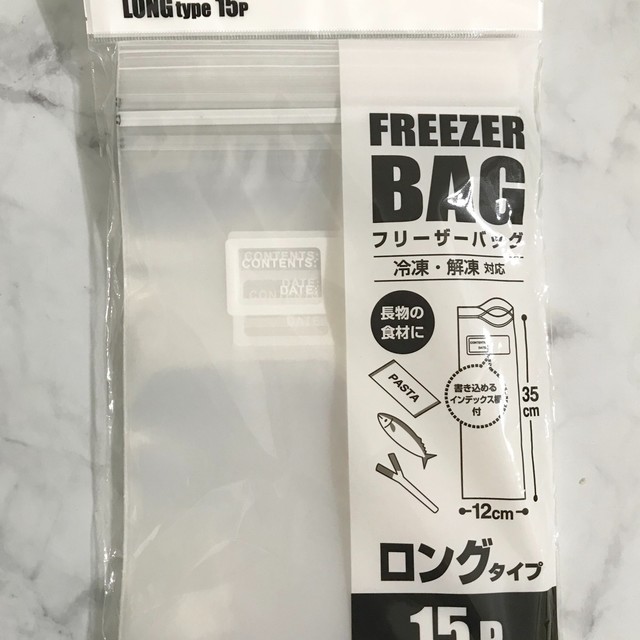 LONG type 15P
CONTENTS:
DATE:
FREEZER
BAG
フリーザーバッグ
冷凍・解凍 対応
長物の
食材に
PASTA
書き込める
インデックス欄
付
35
cm
12cm
ロングタイプ
15P